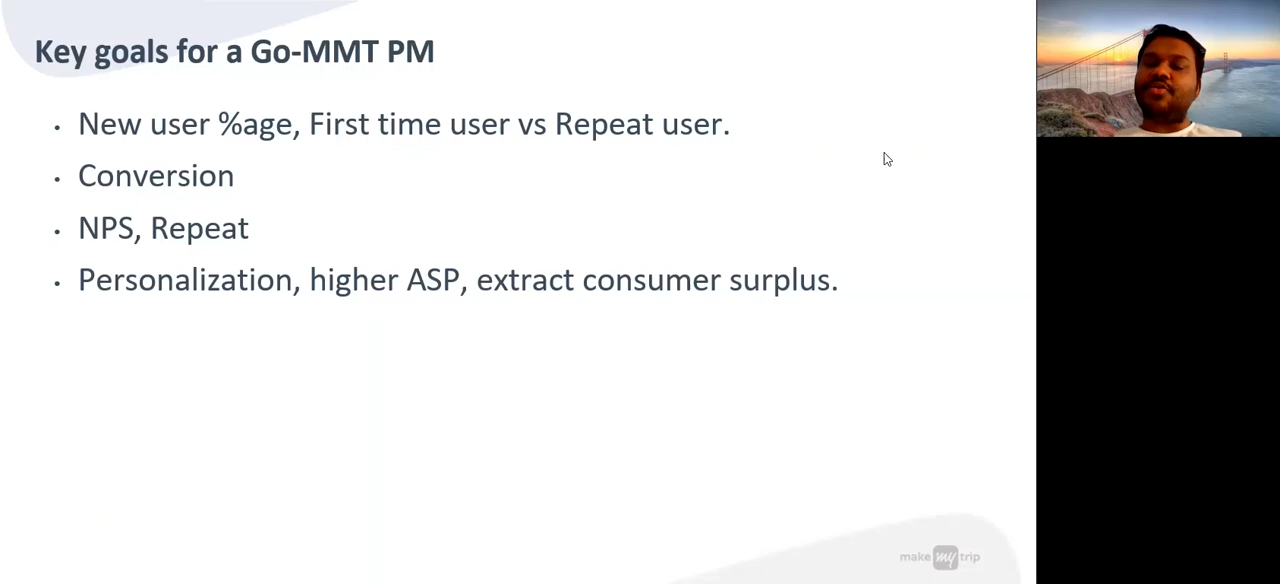 Key goals for a Go-MMT PM
• New user %age, First time user vs Repeat user.
• Conversion
• NPS, Repeat
• Personalization, higher ASP, extract consumer surplus.
make my trip